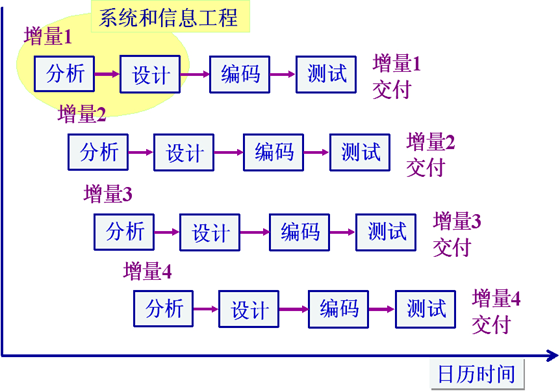 系统和信息工程
增量1
分析 设计 编码 测试 增量1
交付
增量2
分析 设计 编码 测试 增量2
交付
增量3
分析 设计 编码 测试 增量3
交付
增量4
分析 设计 编码 测试 增量4
交付
日历时间